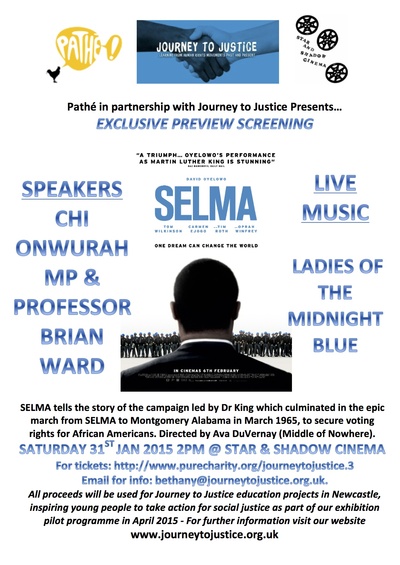 PATHÉ!
JOURNEY TO JUSTICE
STAR AND SHADOW CINEMA
Pathé in partnership with Journey to Justice Presents…
EXCLUSIVE PREVIEW SCREENING
"A TRIUMPH... OYELOWO'S PERFORMANCE
AS MARTIN LUTHER KING IS STUNNING"
SPEAKERS
CHI
ONWURAH
MP &
PROFESSOR
BRIAN
WARD
DAVID OYELOWO
SELMA
TOM WILKINSON CARMEN EJOGO AND TIM ROTH AND OPRAH WINFREY
ONE DREAM CAN CHANGE THE WORLD
IN CINEMAS 6TH FEBRUARY
LIVE
MUSIC
LADIES OF
THE
MIDNIGHT
BLUE
SELMA tells the story of the campaign led by Dr King which culminated in the epic
march from SELMA to Montgomery Alabama in March 1965, to secure voting
rights for African Americans. Directed by Ava DuVernay (Middle of Nowhere).
SATURDAY 31ST JAN 2015 2PM @ STAR & SHADOW CINEMA
For tickets: http://www.purecharity.org/journeytojustice.3
Email for info: bethany@journeytojustice.org.uk.
All proceeds will be used for Journey to Justice education projects in Newcastle,
inspiring young people to take action for social justice as part of our exhibition
pilot programme in April 2015 - For further information visit our website
www.journeytojustice.org.uk